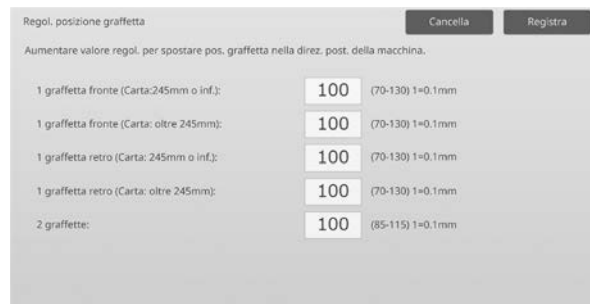 Regol. posizione graffetta Cancella Registra
Aumentare valore regol. per spostare pos. graffetta nella direz. post. della macchina.
1 graffetta fronte (Carta:245mm o inf.): 100 (70-130) 1=0.1mm
1 graffetta fronte (Carta: oltre 245mm): 100 (70-130) 1=0.1mm
1 graffetta retro (Carta: 245mm o inf.): 100 (70-130) 1=0.1mm
1 graffetta retro (Carta: oltre 245mm): 100 (70-130) 1=0.1mm
2 graffette: 100 (85-115) 1=0.1mm